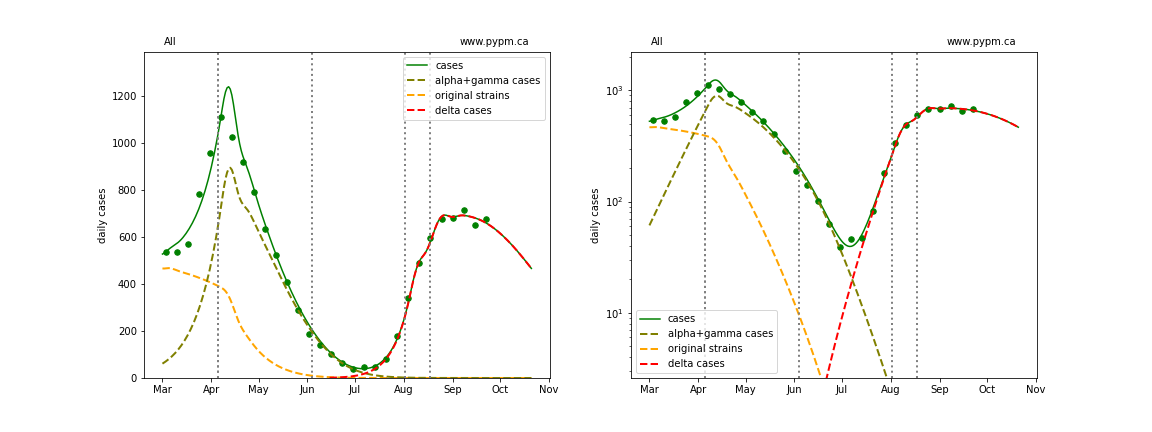 All www.pypm.ca
cases
alpha+gamma cases
original strains
delta cases
daily cases
1200
1000
800
600
400
200
0
Mar Apr May Jun Jul Aug Sep Oct Nov
All www.pypm.ca
daily cases
10³
10²
10¹
cases
alpha+gamma cases
original strains
delta cases
Mar Apr May Jun Jul Aug Sep Oct Nov